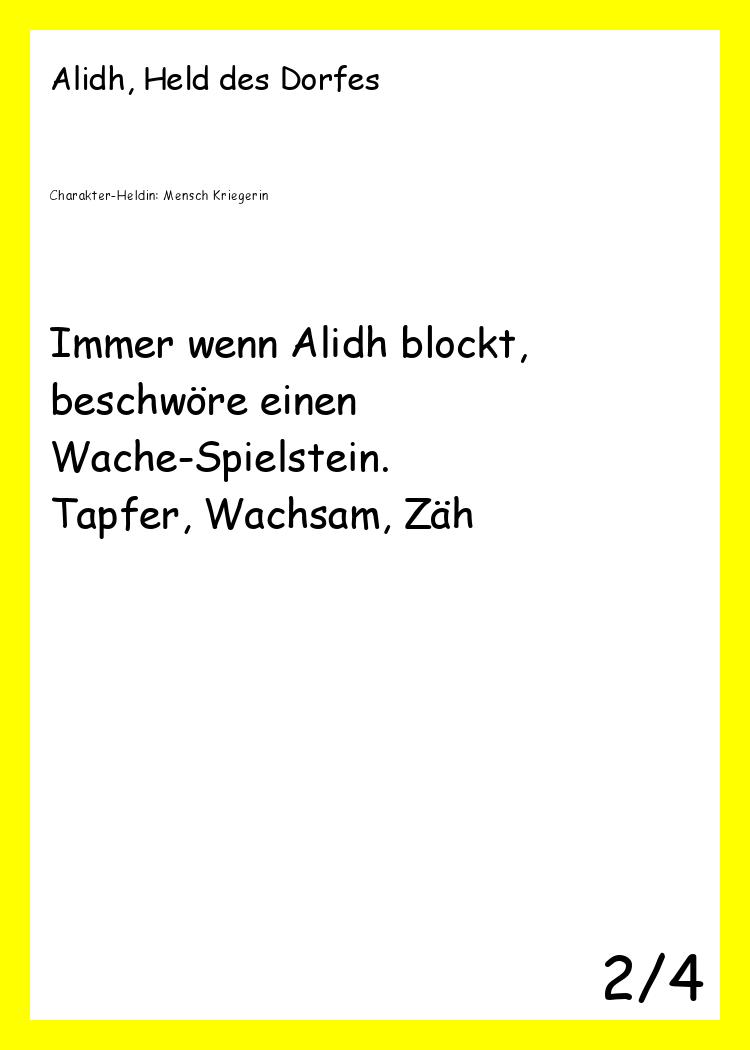 Alidh, Held des Dorfes
Charakter-Heldin: Mensch Kriegerin
Immer wenn Alidh blockt,
beschwöre einen
Wache-Spielstein.
Tapfer, Wachsam, Zäh
2/4